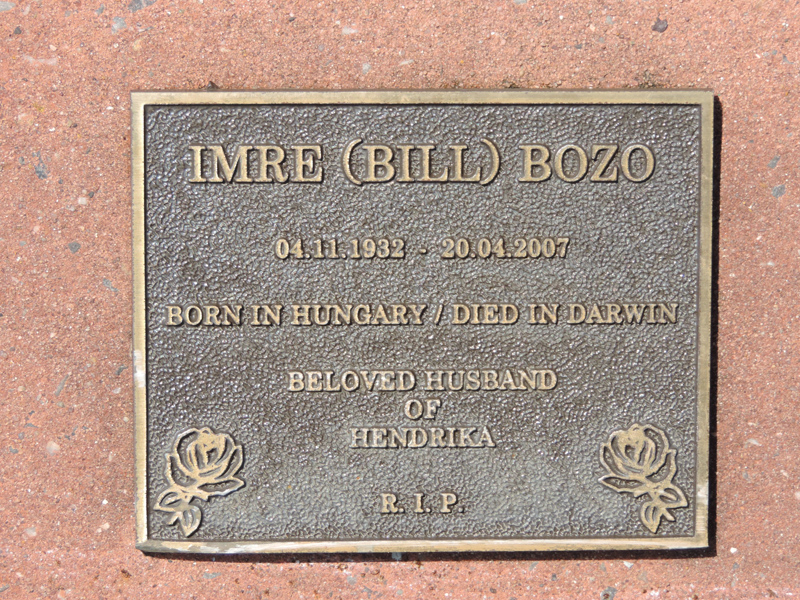 IMRE (BILL) BOZO
04.11.1932 - 20.04.2007
BORN IN HUNGARY / DIED IN DARWIN
BELOVED HUSBAND
OF
HENDRIKA
R. I. P.